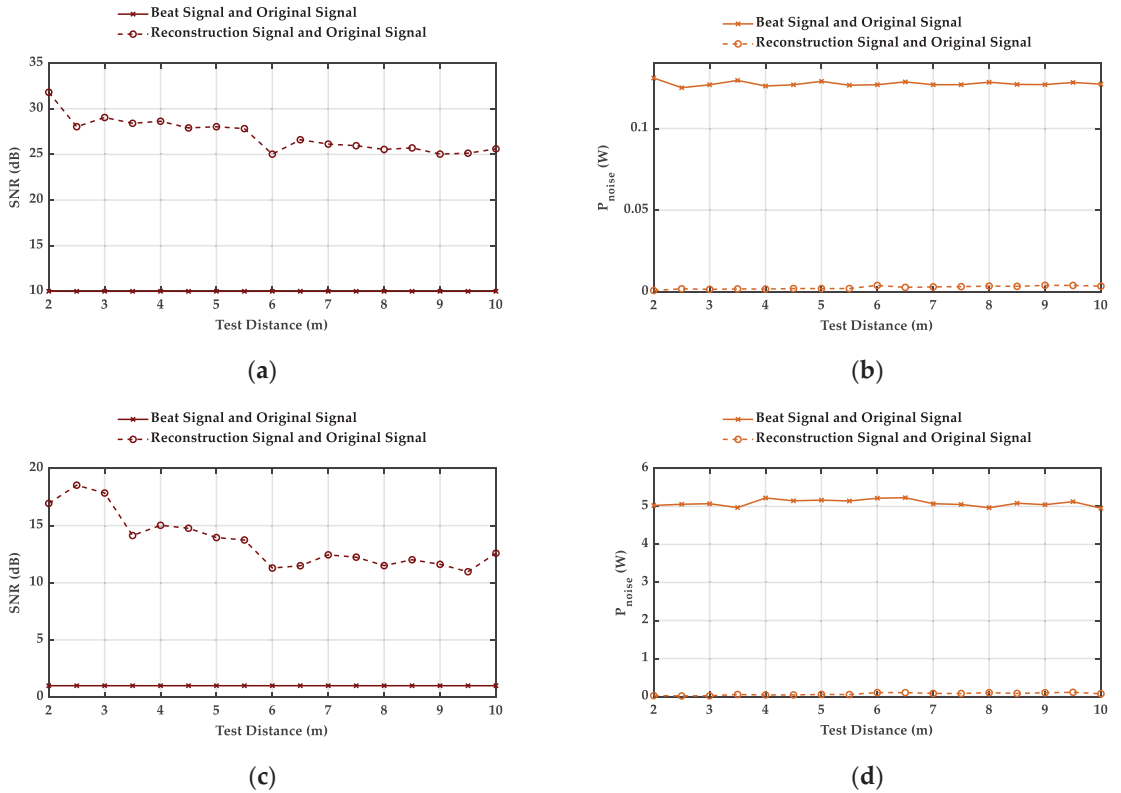 Beat Signal and Original Signal
Reconstruction Signal and Original Signal
35
30
25
20
15
10
SNR (dB)
2 3 4 5 6 7 8 9 10
Test Distance (m)
(a)
Beat Signal and Original Signal
Reconstruction Signal and Original Signal
0.1
0.05
0
P_noise (W)
2 3 4 5 6 7 8 9 10
Test Distance (m)
(b)
Beat Signal and Original Signal
Reconstruction Signal and Original Signal
20
15
10
5
0
SNR (dB)
2 3 4 5 6 7 8 9 10
Test Distance (m)
(c)
Beat Signal and Original Signal
Reconstruction Signal and Original Signal
6
5
4
3
2
1
0
P_noise (W)
2 3 4 5 6 7 8 9 10
Test Distance (m)
(d)